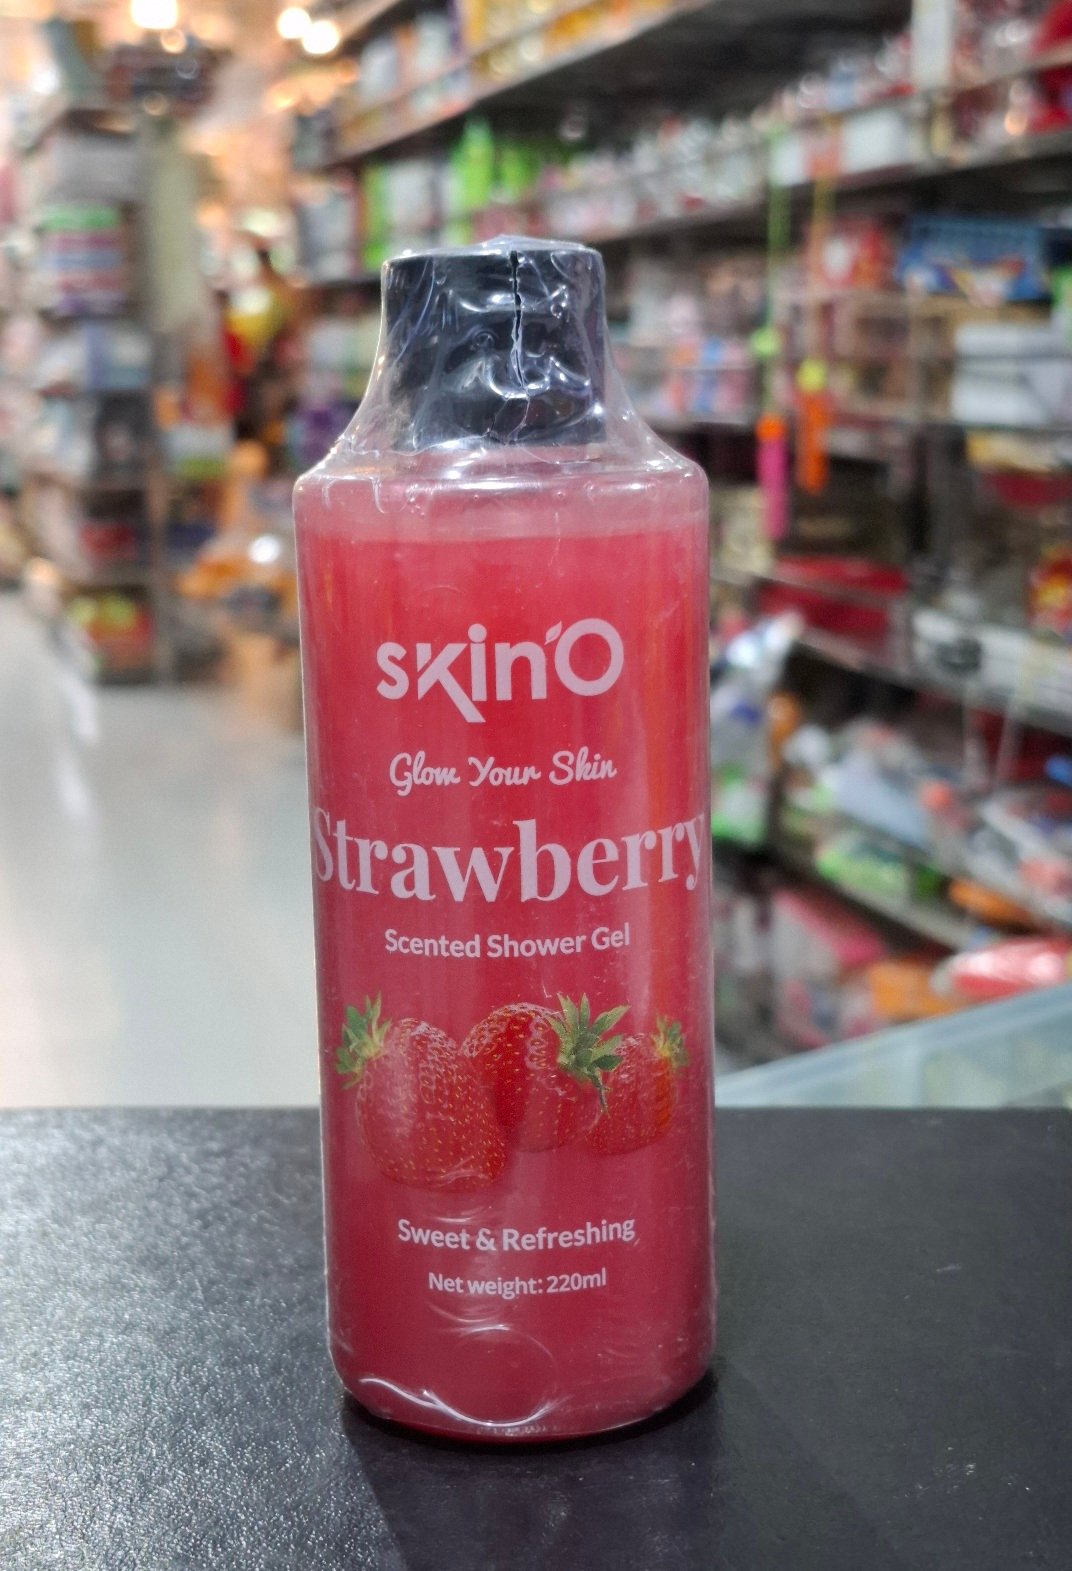 skin'O
Glow Your Skin
Strawberry
Scented Shower Gel
Sweet & Refreshing
Net weight: 220ml